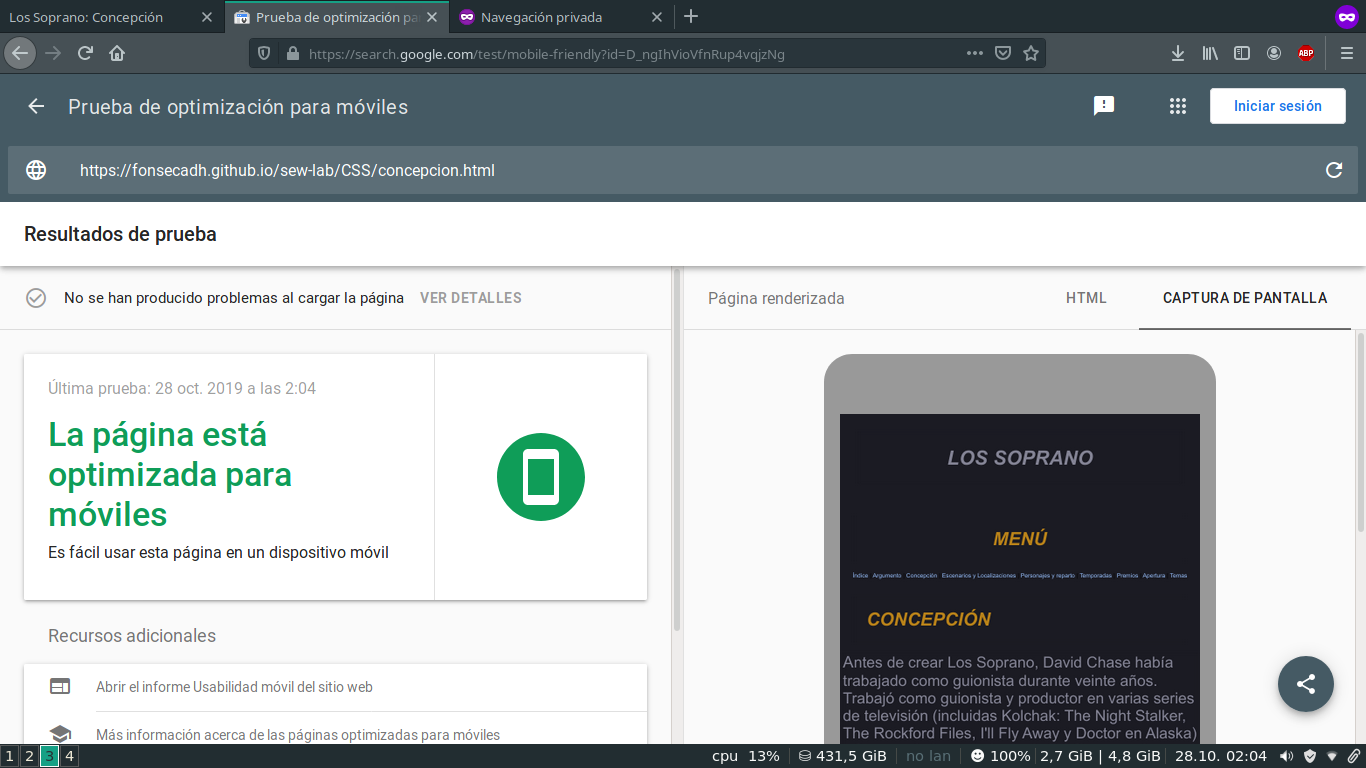 Los Soprano: Concepción
Prueba de optimización pa
Navegación privada
https://search.google.com/test/mobile-friendly?id=D_ngIhVioVfnRup4vqjzNg
ABP
Prueba de optimización para móviles
Iniciar sesión
https://fonsecadh.github.io/sew-lab/CSS/concepcion.html
Resultados de prueba
No se han producido problemas al cargar la página VER DETALLES
Página renderizada
HTML
CAPTURA DE PANTALLA
Última prueba: 28 oct. 2019 a las 2:04
La página está
optimizada para
móviles
Es fácil usar esta página en un dispositivo móvil
Recursos adicionales
Abrir el informe Usabilidad móvil del sitio web
Más información acerca de las páginas optimizadas para móviles
LOS SOPRANO
MENÚ
Índice Argumento Concepción Escenarios y Localizaciones Personajes y reparto Temporadas Premios Apertura Temas
CONCEPCIÓN
Antes de crear Los Soprano, David Chase había
trabajado como guionista durante veinte años.
Trabajó como guionista y productor en varias series
de televisión (incluidas Kolchak: The Night Stalker,
The Rockford Files, I'll Fly Away y Doctor en Alaska)
1 2 3 4
cpu 13% 431,5 GiB no lan 100% 2,7 GiB | 4,8 GiB 28.10. 02:04